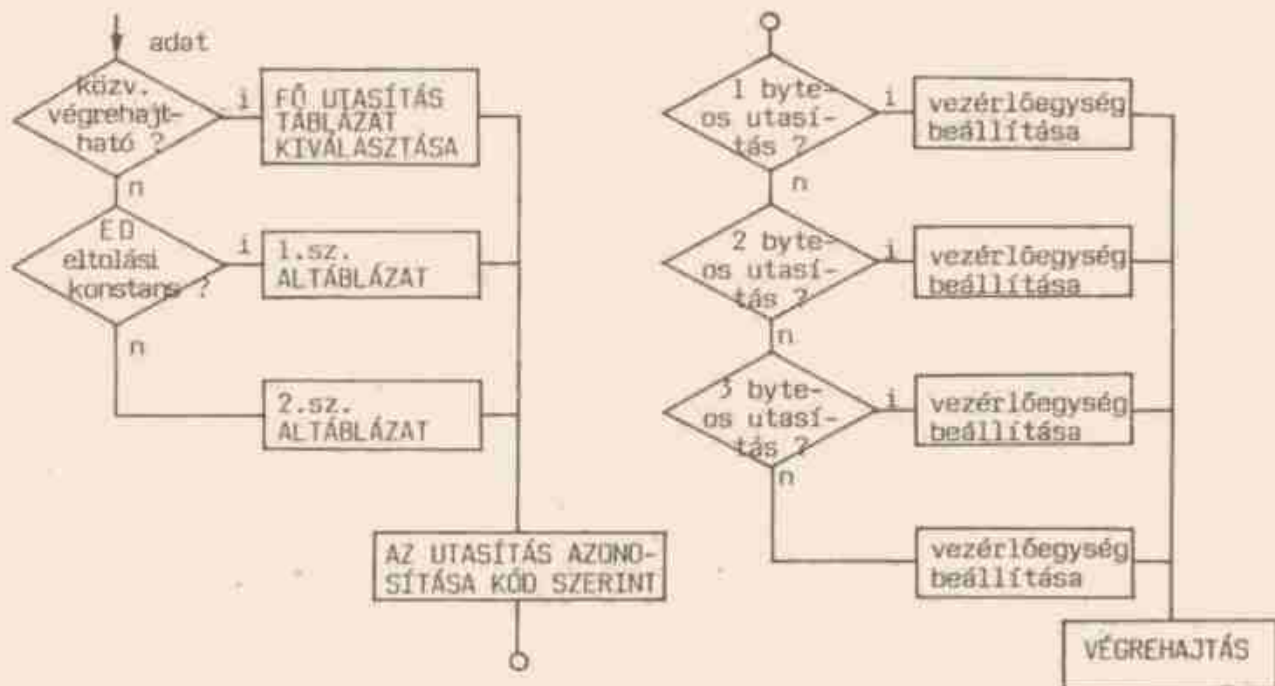 adat
közv.
végrehajt-
ható ?
i
FŐ UTASÍTÁS
TÁBLÁZAT
KIVÁLASZTÁSA
n
ED
eltolási
konstans ?
i
1.sz.
ALTÁBLÁZAT
n
2.sz.
ALTÁBLÁZAT
AZ UTASÍTÁS AZONO-
SÍTÁSA KÓD SZERINT
1 byte-
os utasí-
tás ?
i
vezérlőegység
beállítása
n
2 byte-
os utasí-
tás ?
i
vezérlőegység
beállítása
n
3 byte-
os utasí-
tás ?
i
vezérlőegység
beállítása
n
vezérlőegység
beállítása
VÉGREHAJTÁS